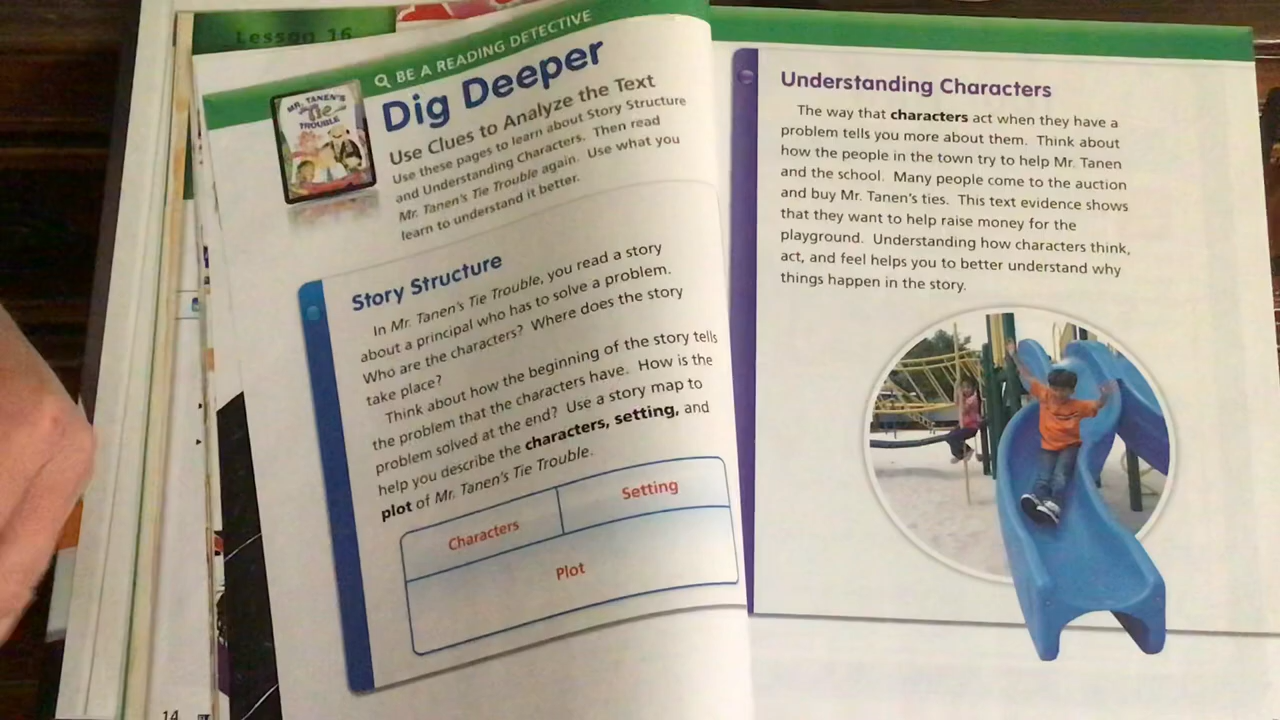 Lesson 16
BE A READING DETECTIVE
Dig Deeper
MR. TANEN'S
Tie
TROUBLE
Use Clues to Analyze the Text
Use these pages to learn about Story Structure
and Understanding Characters. Then read
Mr. Tanen's Tie Trouble again. Use what you
learn to understand it better.
Story Structure
In Mr. Tanen's Tie Trouble, you read a story
about a principal who has to solve a problem.
Who are the characters? Where does the story
take place?
Think about how the beginning of the story tells
the problem that the characters have. How is the
problem solved at the end? Use a story map to
help you describe the characters, setting, and
plot of Mr. Tanen's Tie Trouble.
Characters
Setting
Plot
14
Understanding Characters
The way that characters act when they have a
problem tells you more about them. Think about
how the people in the town try to help Mr. Tanen
and the school. Many people come to the auction
and buy Mr. Tanen's ties. This text evidence shows
that they want to help raise money for the
playground. Understanding how characters think,
act, and feel helps you to better understand why
things happen in the story.